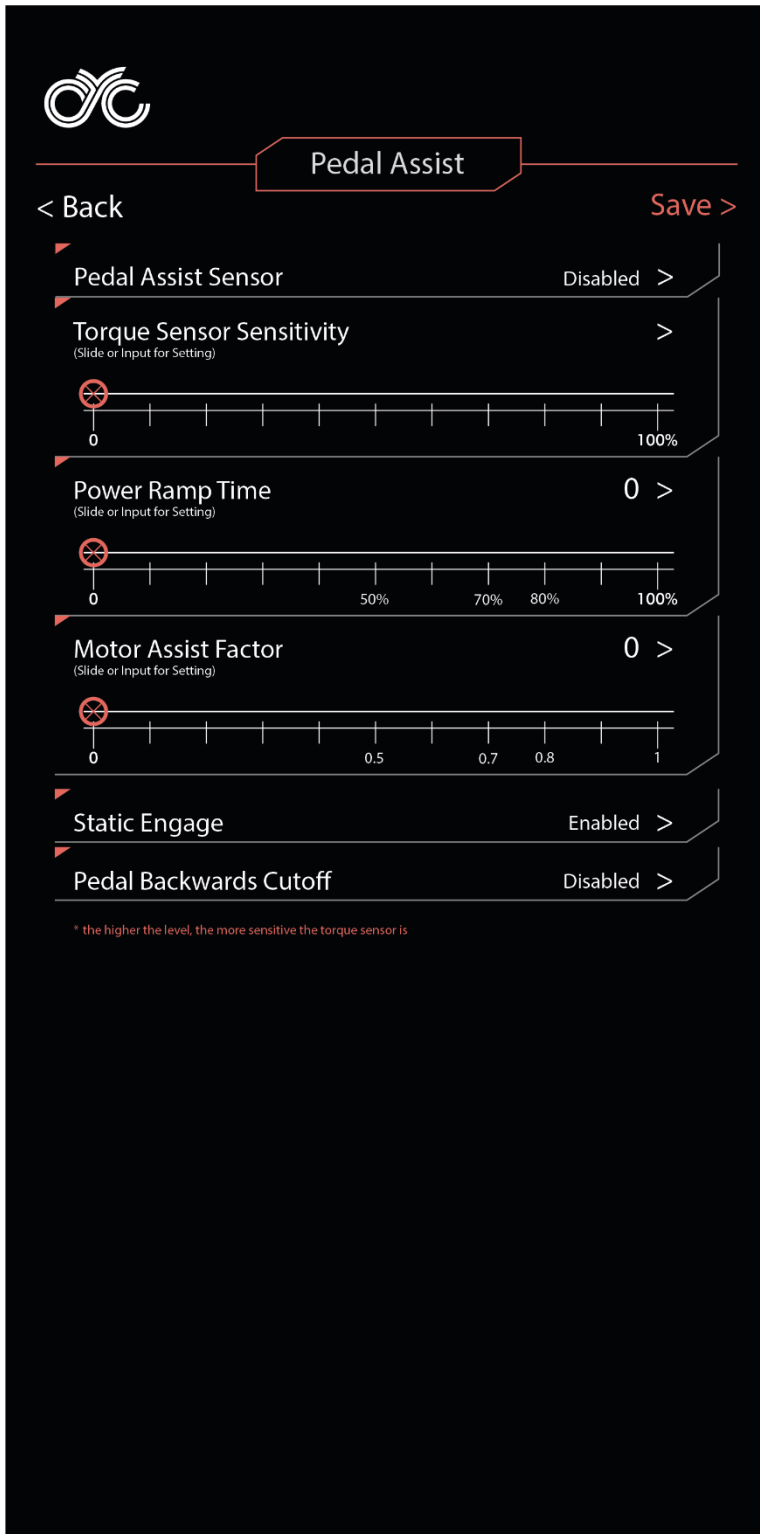 CYC
Pedal Assist
< Back Save >
Pedal Assist Sensor Disabled >
Torque Sensor Sensitivity >
(Slide or Input for Setting)
0 100%
Power Ramp Time 0 >
(Slide or Input for Setting)
0 50% 70% 80% 100%
Motor Assist Factor 0 >
(Slide or Input for Setting)
0 0.5 0.7 0.8 1
Static Engage Enabled >
Pedal Backwards Cutoff Disabled >
* the higher the level, the more sensitive the torque sensor is